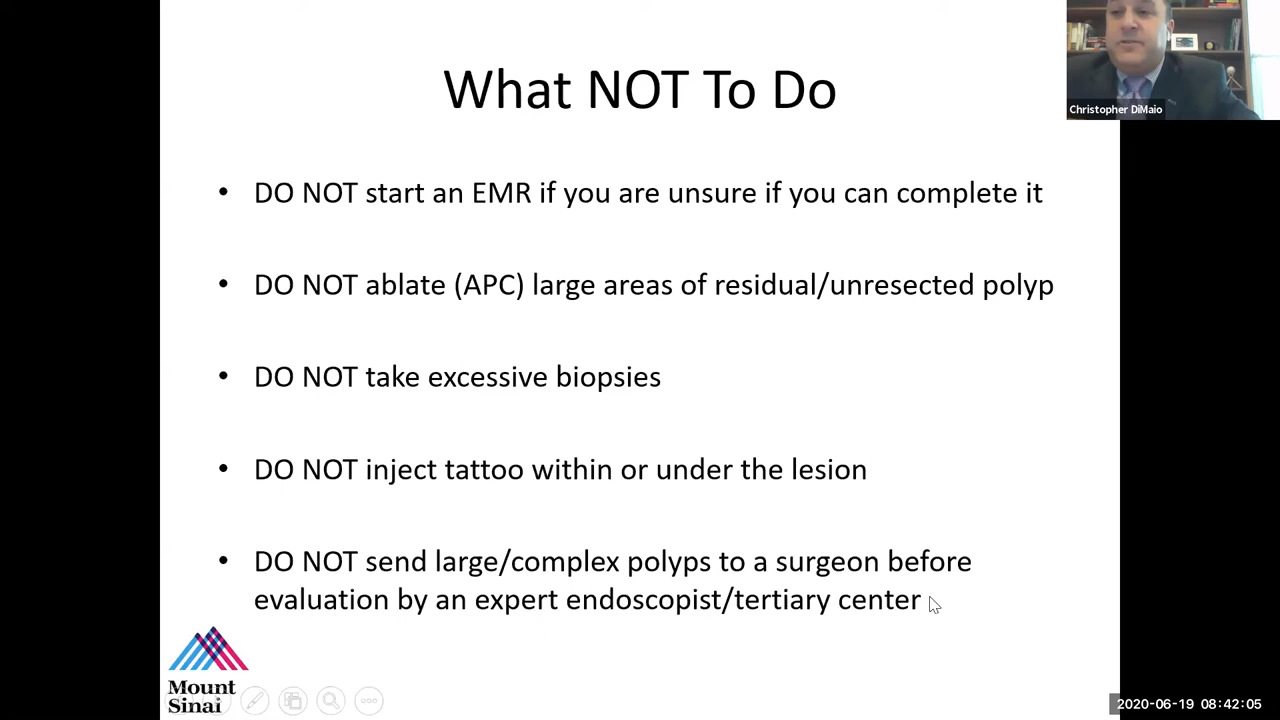 What NOT To Do
Christopher DiMaio
• DO NOT start an EMR if you are unsure if you can complete it
• DO NOT ablate (APC) large areas of residual/unresected polyp
• DO NOT take excessive biopsies
• DO NOT inject tattoo within or under the lesion
• DO NOT send large/complex polyps to a surgeon before
evaluation by an expert endoscopist/tertiary center
Mount
Sinai
2020-06-19 08:42:05